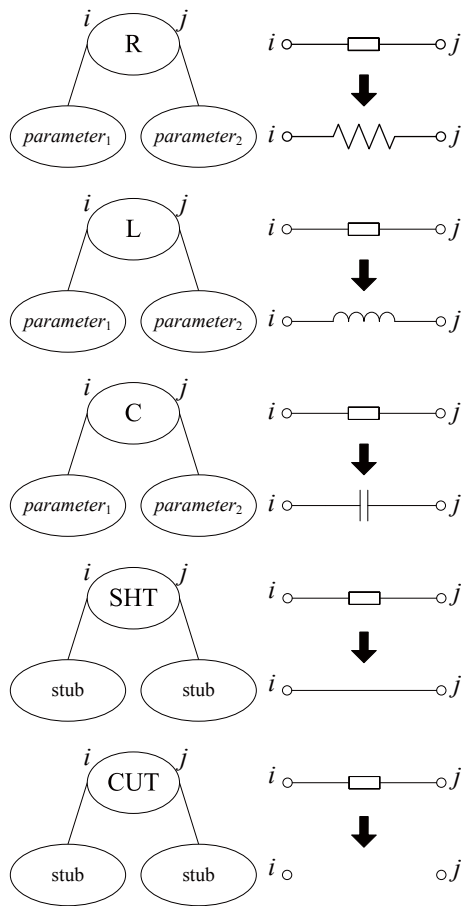 i j
R
i j
parameter₁ parameter₂
i j
i j
L
i j
parameter₁ parameter₂
i j
i j
C
i j
parameter₁ parameter₂
i j
i j
SHT
i j
stub stub
i j
i j
CUT
i j
stub stub
i j